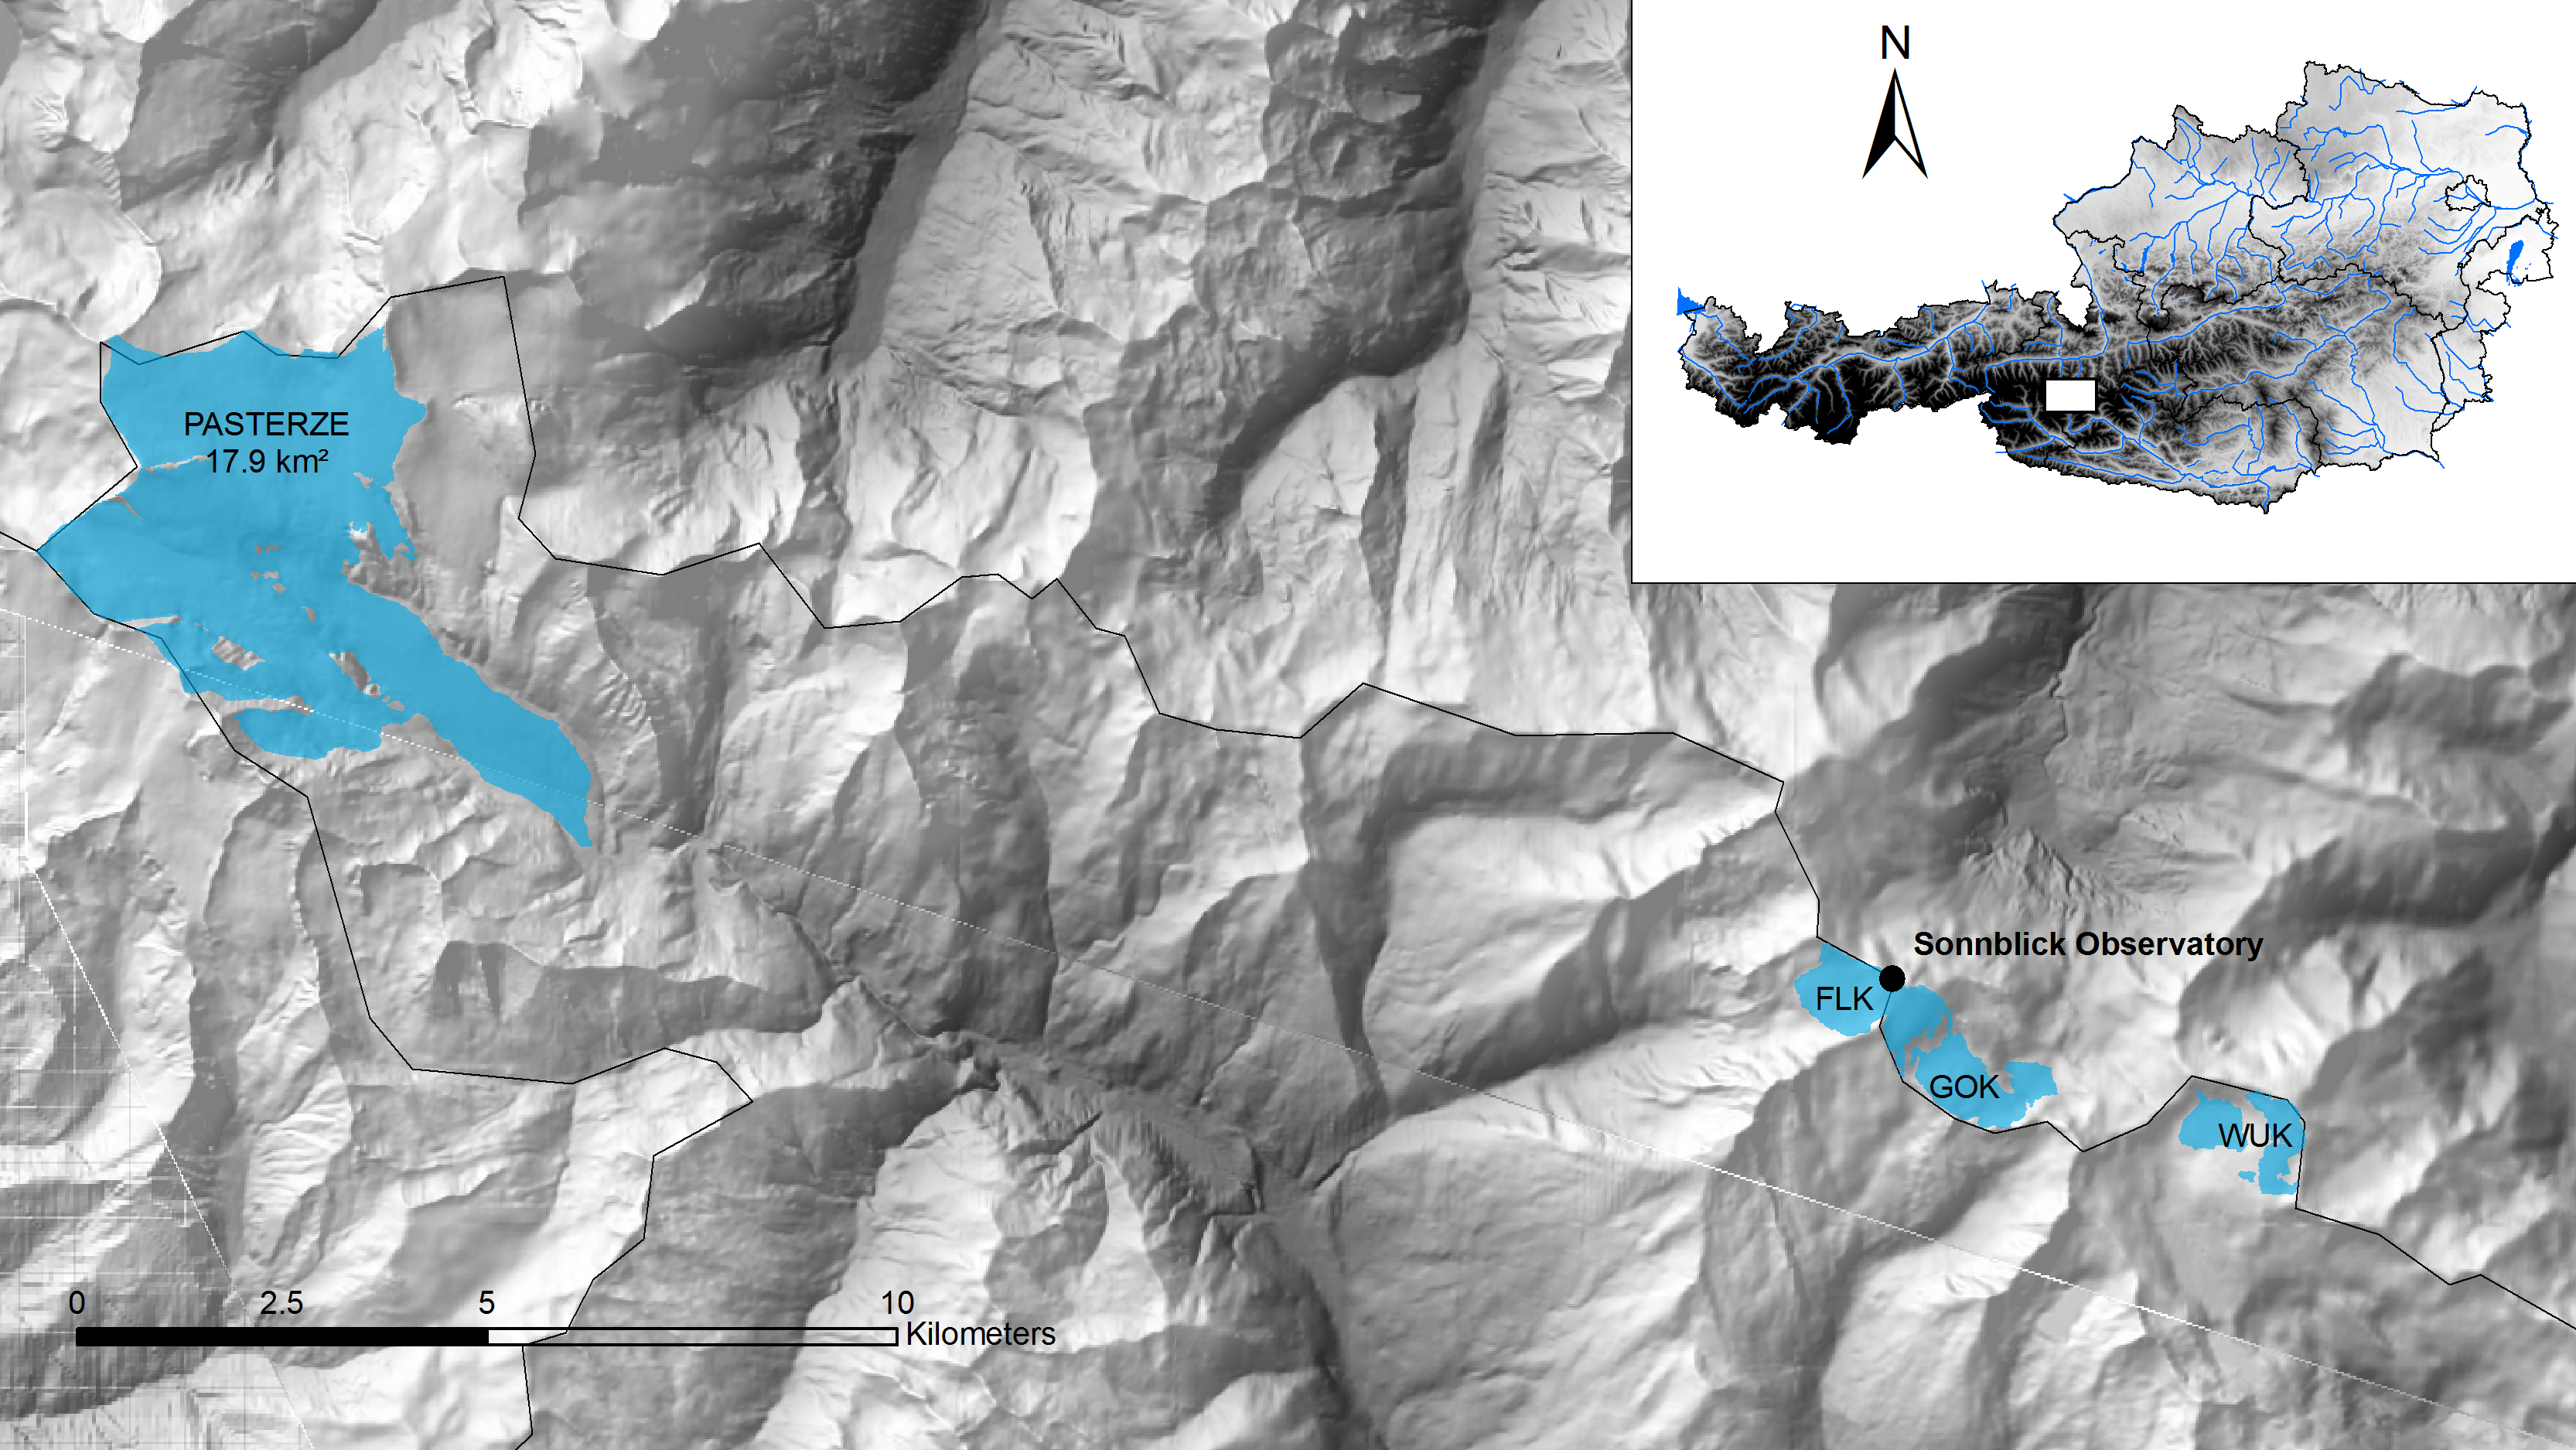 N
PASTERZE
17.9 km²
Sonnblick Observatory
FLK
GOK
WUK
0 2.5 5 10
Kilometers